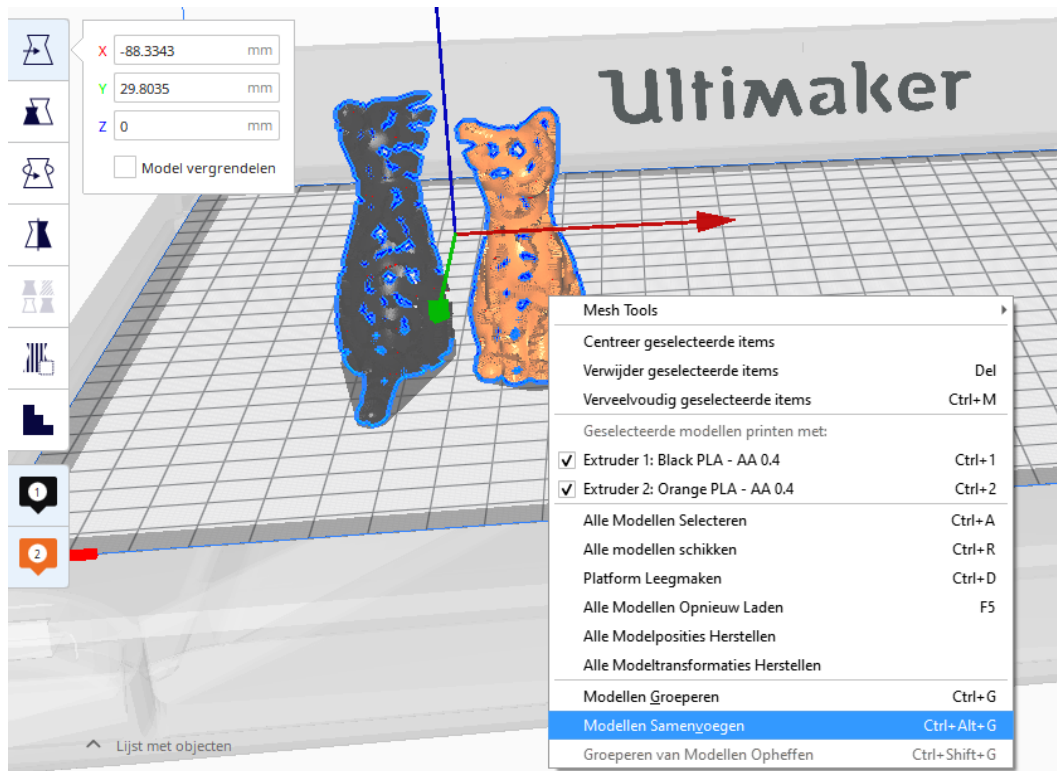 Ultimaker
X -88.3343 mm
Y 29.8035 mm
Z 0 mm
Model vergrendelen
Mesh Tools
Centreer geselecteerde items
Verwijder geselecteerde items Del
Verveelvoudig geselecteerde items Ctrl+M
Geselecteerde modellen printen met:
Extruder 1: Black PLA - AA 0.4 Ctrl+1
Extruder 2: Orange PLA - AA 0.4 Ctrl+2
Alle Modellen Selecteren Ctrl+A
Alle modellen schikken Ctrl+R
Platform Leegmaken Ctrl+D
Alle Modellen Opnieuw Laden F5
Alle Modelposities Herstellen
Alle Modeltransformaties Herstellen
Modellen Groeperen Ctrl+G
Modellen Samenvoegen Ctrl+Alt+G
Groeperen van Modellen Opheffen Ctrl+Shift+G
1
2
Lijst met objecten